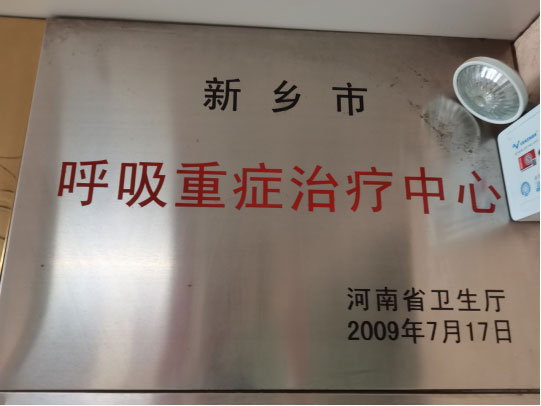 新乡市
呼吸重症治疗中心
河南省卫生厅
2009年7月17日